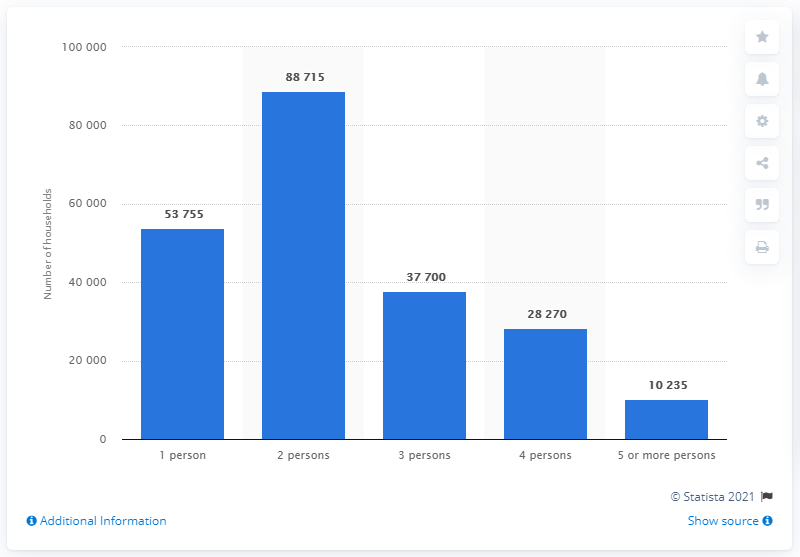 100 000
80 000
60 000
40 000
20 000
0
Number of households
53 755
88 715
37 700
28 270
10 235
1 person
2 persons
3 persons
4 persons
5 or more persons
© Statista 2021
Additional Information
Show source